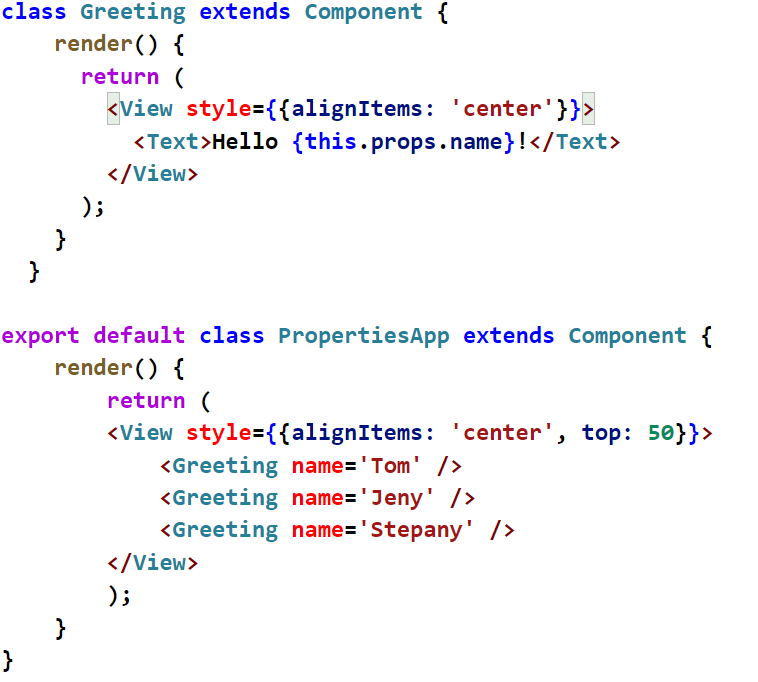 class Greeting extends Component {
    render() {
      return (
        <View style={{alignItems: 'center'}}>
          <Text>Hello {this.props.name}!</Text>
        </View>
      );
    }
  }

export default class PropertiesApp extends Component {
    render() {
        return (
        <View style={{alignItems: 'center', top: 50}}>
            <Greeting name='Tom' />
            <Greeting name='Jeny' />
            <Greeting name='Stepany' />
        </View>
        );
    }
}